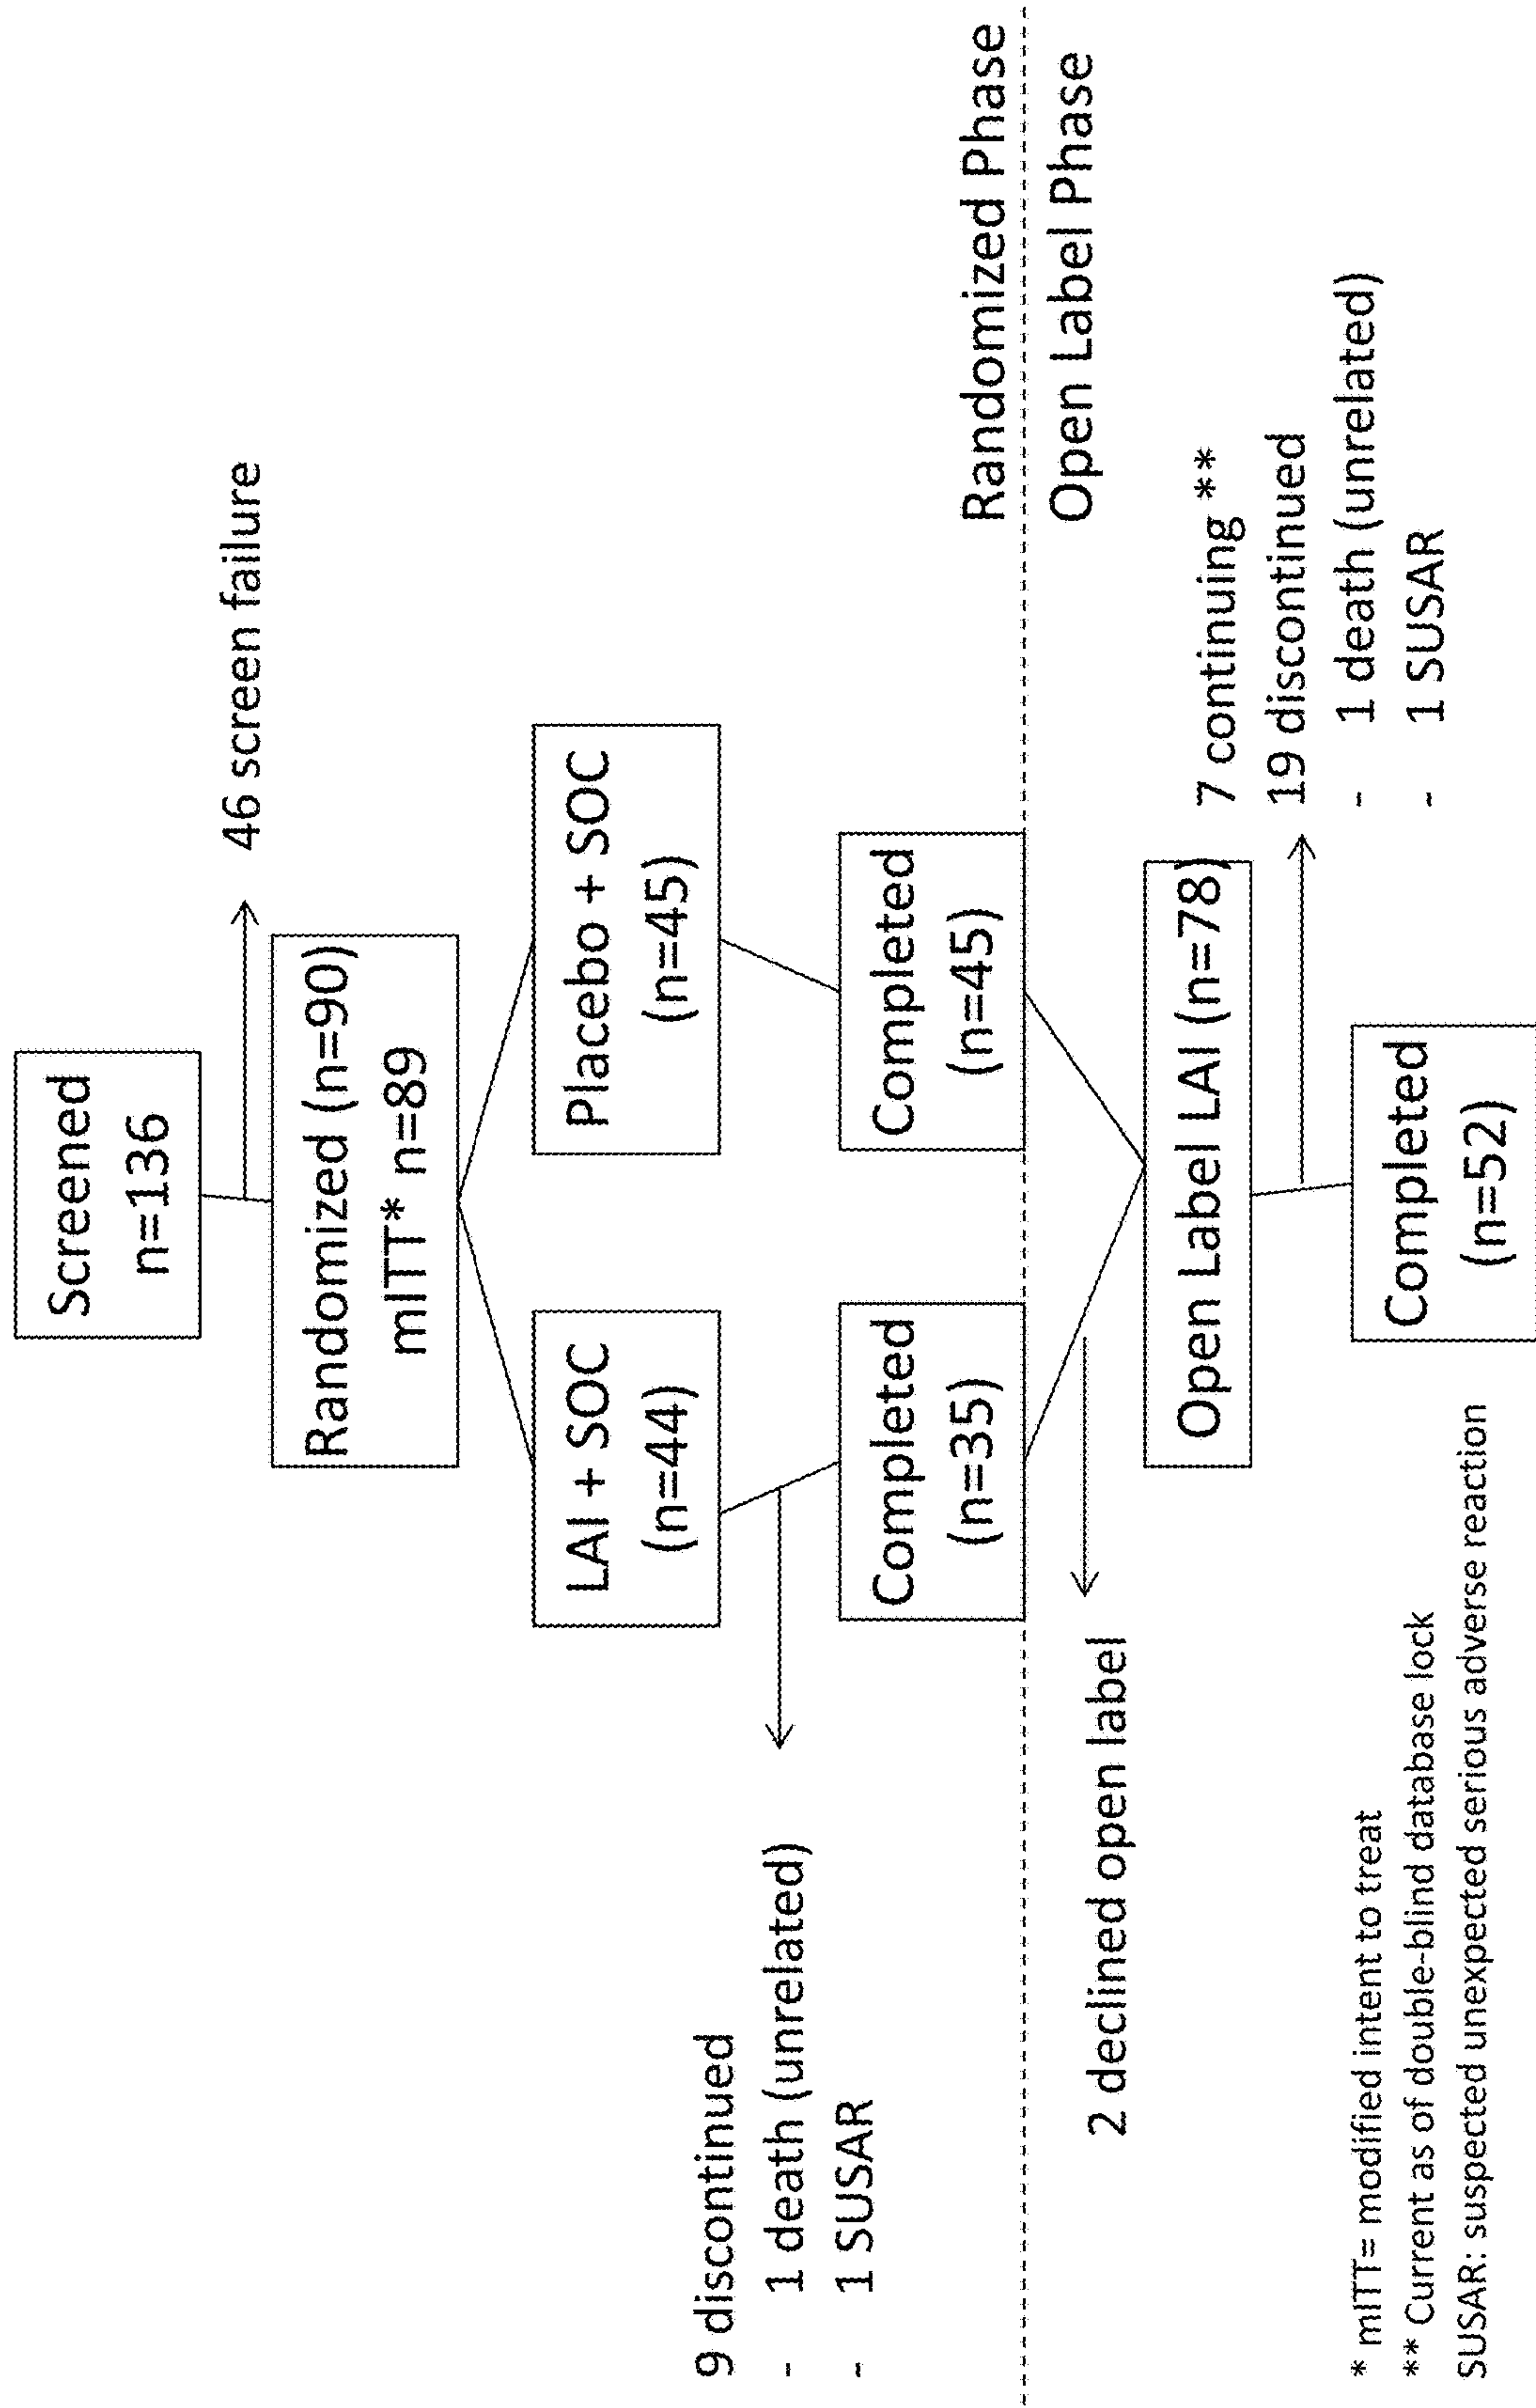 Screened
n=136
46 screen failure
Randomized (n=90)
mITT* n=89
LAI + SOC
(n=44)
Placebo + SOC
(n=45)
9 discontinued
- 1 death (unrelated)
- 1 SUSAR
Completed
(n=35)
Completed
(n=45)
Randomized Phase
Open Label Phase
2 declined open label
Open Label LAI (n=78)
7 continuing **
19 discontinued
- 1 death (unrelated)
- 1 SUSAR
Completed
(n=52)
* mITT= modified intent to treat
** Current as of double-blind database lock
SUSAR: suspected unexpected serious adverse reaction